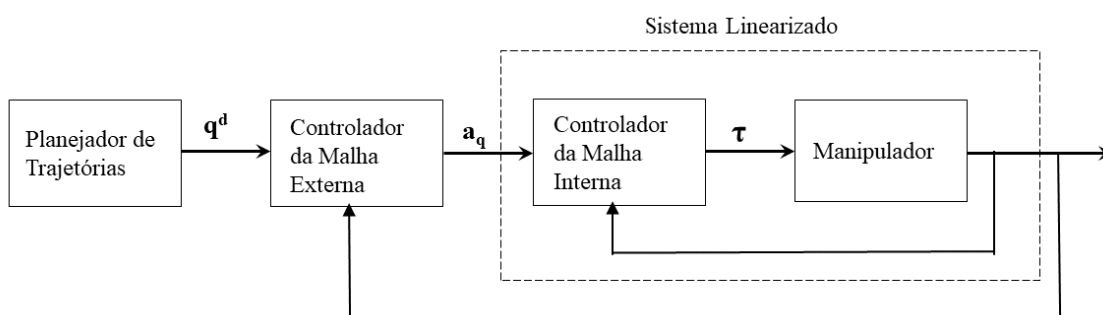 Sistema Linearizado
Planejador de
Trajetórias
q^d
Controlador
da Malha
Externa
a_q
Controlador
da Malha
Interna
τ
Manipulador